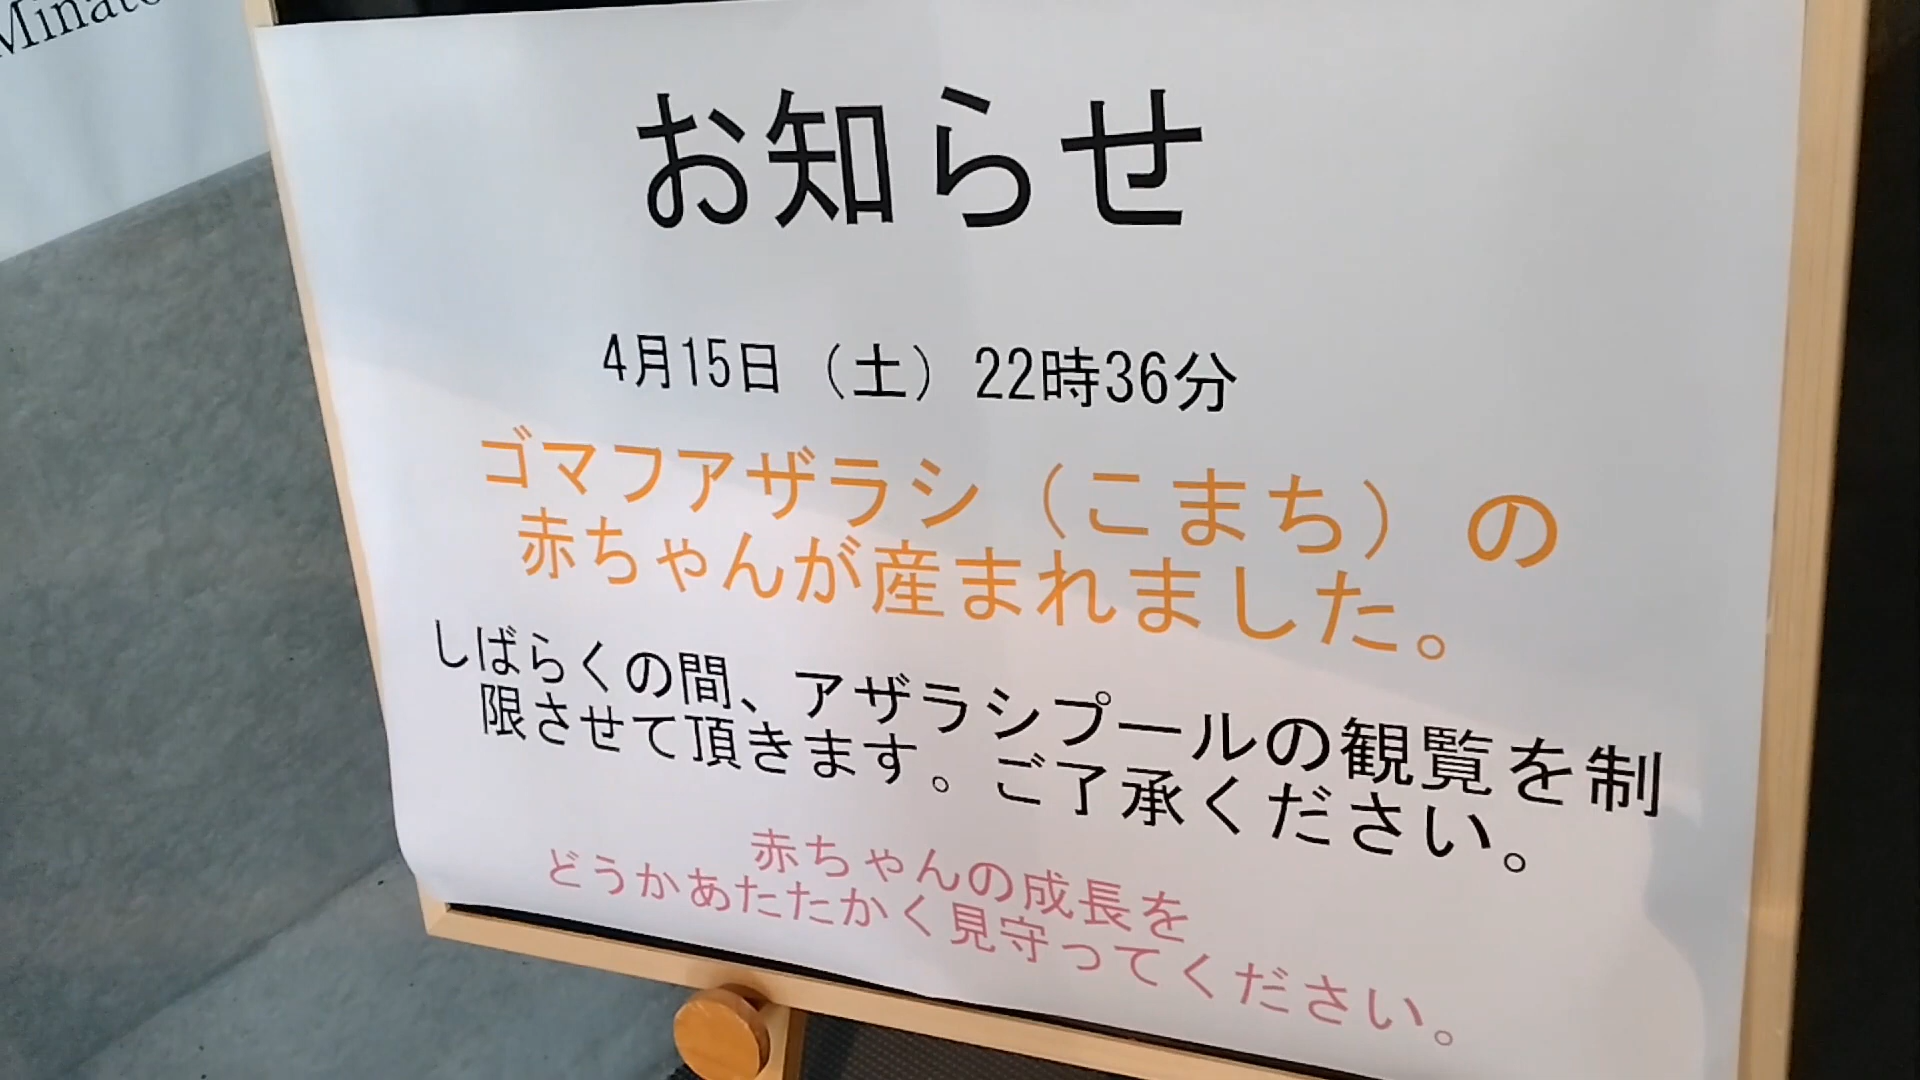 Minato
お知らせ
4月15日（土）22時36分
ゴマフアザラシ（こまち）の
赤ちゃんが産まれました。
しばらくの間、アザラシプールの観覧を制
限させて頂きます。ご了承ください。
赤ちゃんの成長を
どうかあたたかく見守ってください。